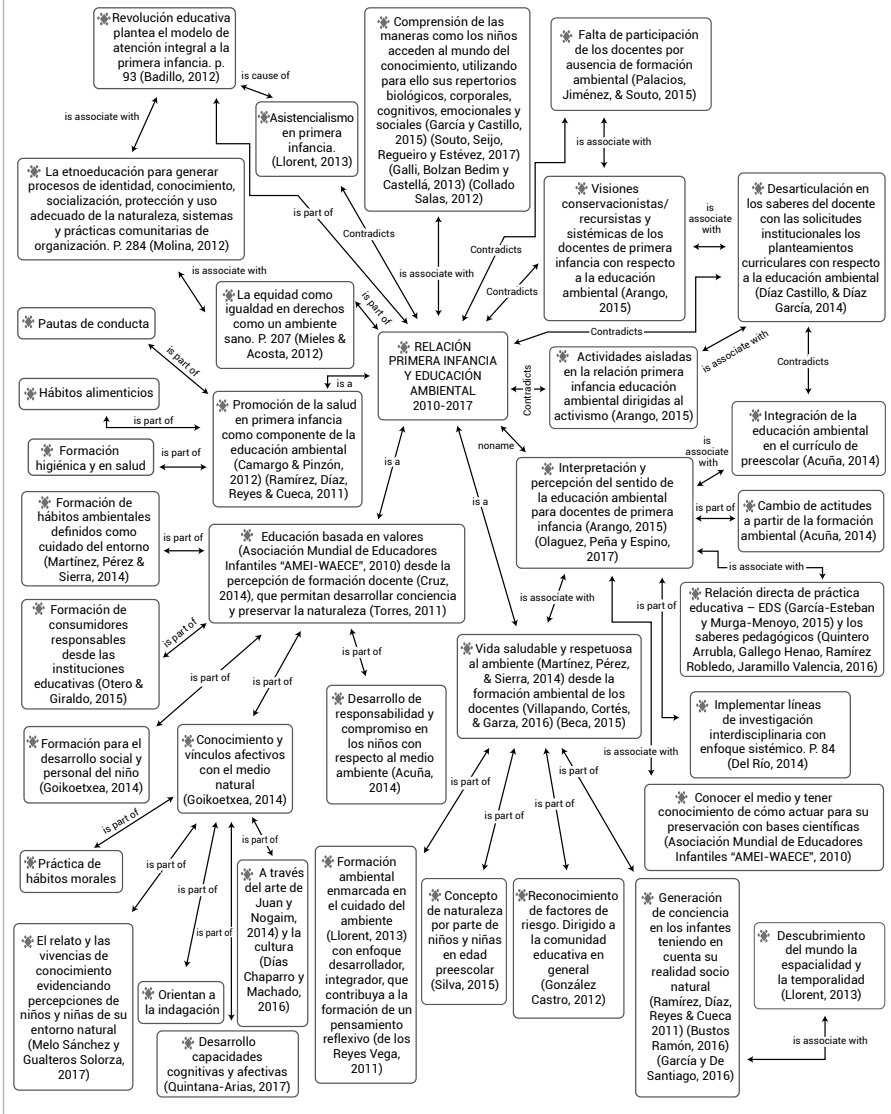 Revolución educativa
plantea el modelo de
atención integral a la
primera infancia. p.
93 (Badillo, 2012)
is cause of
is associate with
Asistencialismo
en primera
infancia.
(Llorent, 2013)
Comprensión de las
maneras como los niños
acceden al mundo del
conocimiento, utilizando
para ello sus repertorios
biológicos, corporales,
cognitivos, emocionales y
sociales (García y Castillo,
2015) (Souto, Seijo,
Regueiro y Estévez, 2017)
(Galli, Bolzan Bedim y
Castellá, 2013) (Collado
Salas, 2012)
Falta de participación
de los docentes por
ausencia de formación
ambiental (Palacios,
Jiménez, & Souto, 2015)
is associate with
La etnoeducación para generar
procesos de identidad, conocimiento,
socialización, protección y uso
adecuado de la naturaleza, sistemas
y prácticas comunitarias de
organización. P. 284 (Molina, 2012)
is part of
Contradicts
Contradicts
Contradicts
Visiones
conservacionistas/
recursistas y
sistémicas de los
docentes de primera
infancia con respecto
a la educación
ambiental (Arango,
2015)
is
associate
with
Desarticulación en
los saberes del docente
con las solicitudes
institucionales los
planteamientos
curriculares con respecto
a la educación ambiental
(Díaz Castillo, & Díaz
García, 2014)
is associate with
La equidad como
igualdad en derechos
como un ambiente
sano. P. 207 (Mieles &
Acosta, 2012)
is part of
Pautas de conducta
is part of
Contradicts
RELACIÓN
PRIMERA INFANCIA
Y EDUCACIÓN
AMBIENTAL
2010-2017
Contradicts
Actividades aisladas
en la relación primera
infancia educación
ambiental dirigidas al
activismo (Arango, 2015)
is associate with
Contradicts
Hábitos alimenticios
is part of
is a
Promoción de la salud
en primera infancia
como componente de la
educación ambiental
(Camargo & Pinzón,
2012) (Ramírez, Díaz,
Reyes & Cueca, 2011)
Formación
higiénica y en salud
is part of
is a
is a
noname
Interpretación y
percepción del sentido de
la educación ambiental
para docentes de primera
infancia (Arango, 2015)
(Olaguez, Peña y Espino,
2017)
is
associate
with
Integración de la
educación ambiental
en el currículo de
preescolar (Acuña, 2014)
is part of
Cambio de actitudes
a partir de la formación
ambiental (Acuña, 2014)
Formación de
hábitos ambientales
definidos como
cuidado del entorno
(Martínez, Pérez &
Sierra, 2014)
is part of
Educación basada en valores
(Asociación Mundial de Educadores
Infantiles “AMEI-WAECE”, 2010) desde la
percepción de formación docente (Cruz,
2014), que permitan desarrollar conciencia
y preservar la naturaleza (Torres, 2011)
is associate with
is associate with
is part of
Relación directa de práctica
educativa – EDS (García-Esteban
y Murga-Menoyo, 2015) y los
saberes pedagógicos (Quintero
Arrubla, Gallego Henao, Ramírez
Robledo, Jaramillo Valencia, 2016)
Formación de
consumidores
responsables
desde las
instituciones
educativas (Otero &
Giraldo, 2015)
is part of
is part of
is part of
is part of
Vida saludable y respetuosa
al ambiente (Martínez, Pérez,
& Sierra, 2014) desde la
formación ambiental de los
docentes (Villapando, Cortés,
& Garza, 2016) (Beca, 2015)
Desarrollo de
responsabilidad y
compromiso en
los niños con
respecto al medio
ambiente (Acuña,
2014)
Implementar líneas
de investigación
interdisciplinaria con
enfoque sistémico. P. 84
(Del Río, 2014)
Formación para el
desarrollo social y
personal del niño
(Goikoetxea, 2014)
Conocimiento y
vínculos afectivos
con el medio
natural
(Goikoetxea, 2014)
is associate with
is part of
is part of
is part of
is part of
Conocer el medio y tener
conocimiento de cómo actuar para su
preservación con bases científicas
(Asociación Mundial de Educadores
Infantiles “AMEI-WAECE”, 2010)
is part of
Práctica de
hábitos morales
is part of
is part of
is part of
is part of
A través
del arte de
Juan y
Nogaim,
2014) y la
cultura
(Días
Chaparro y
Machado,
2016)
Formación
ambiental
enmarcada en
el cuidado del
ambiente
(Llorent, 2013)
con enfoque
desarrollador,
integrador, que
contribuya a la
formación de un
pensamiento
reflexivo (de los
Reyes Vega,
2011)
Concepto
de naturaleza
por parte de
niños y niñas
en edad
preescolar
(Silva, 2015)
Reconocimiento
de factores de
riesgo. Dirigido a
la comunidad
educativa en
general
(González
Castro, 2012)
Generación
de conciencia
en los infantes
teniendo en
cuenta su
realidad socio
natural
(Ramírez, Díaz,
Reyes & Cueca
2011) (Bustos
Ramón, 2016)
(García y De
Santiago, 2016)
Descubrimiento
del mundo la
espacialidad y
la temporalidad
(Llorent, 2013)
is associate with
El relato y las
vivencias de
conocimiento
evidenciando
percepciones de
niños y niñas de su
entorno natural
(Melo Sánchez y
Gualteros Solorza,
2017)
Orientan a
la indagación
Desarrollo
capacidades
cognitivas y afectivas
(Quintana-Arias, 2017)